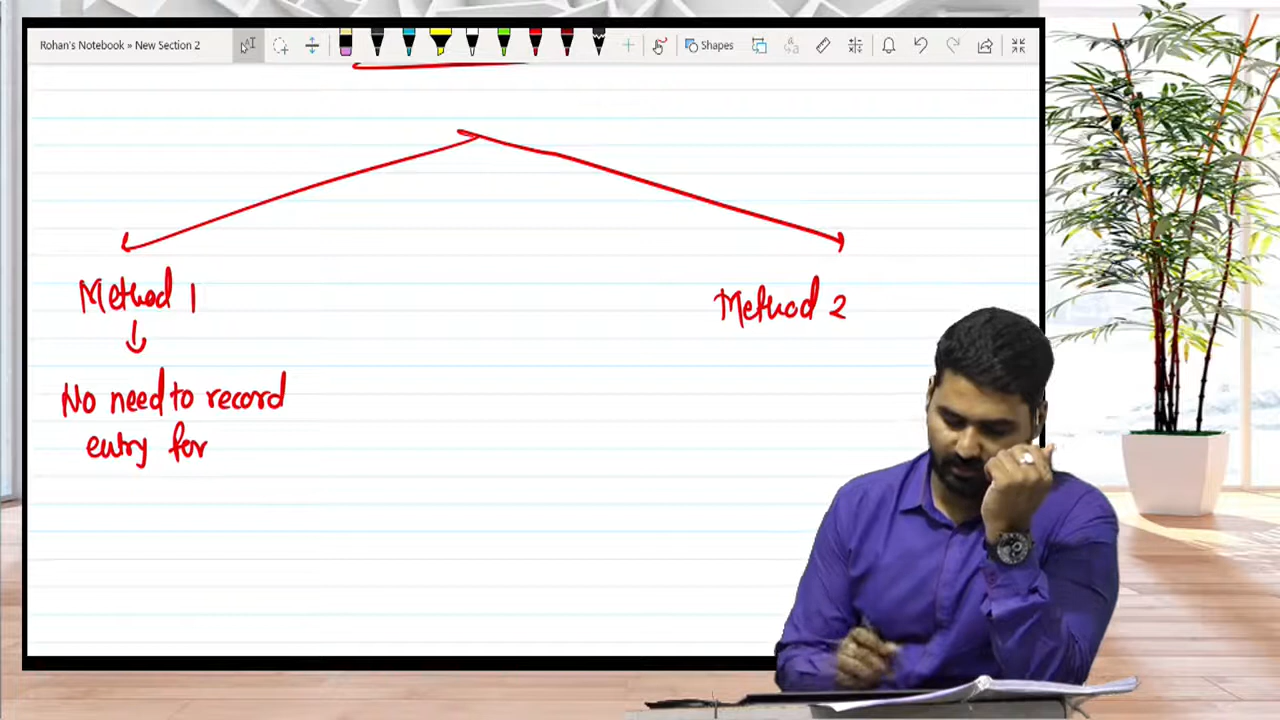 Rohan's Notebook » New Section 2
Shapes
Method 1
Method 2
No need to record
entry for